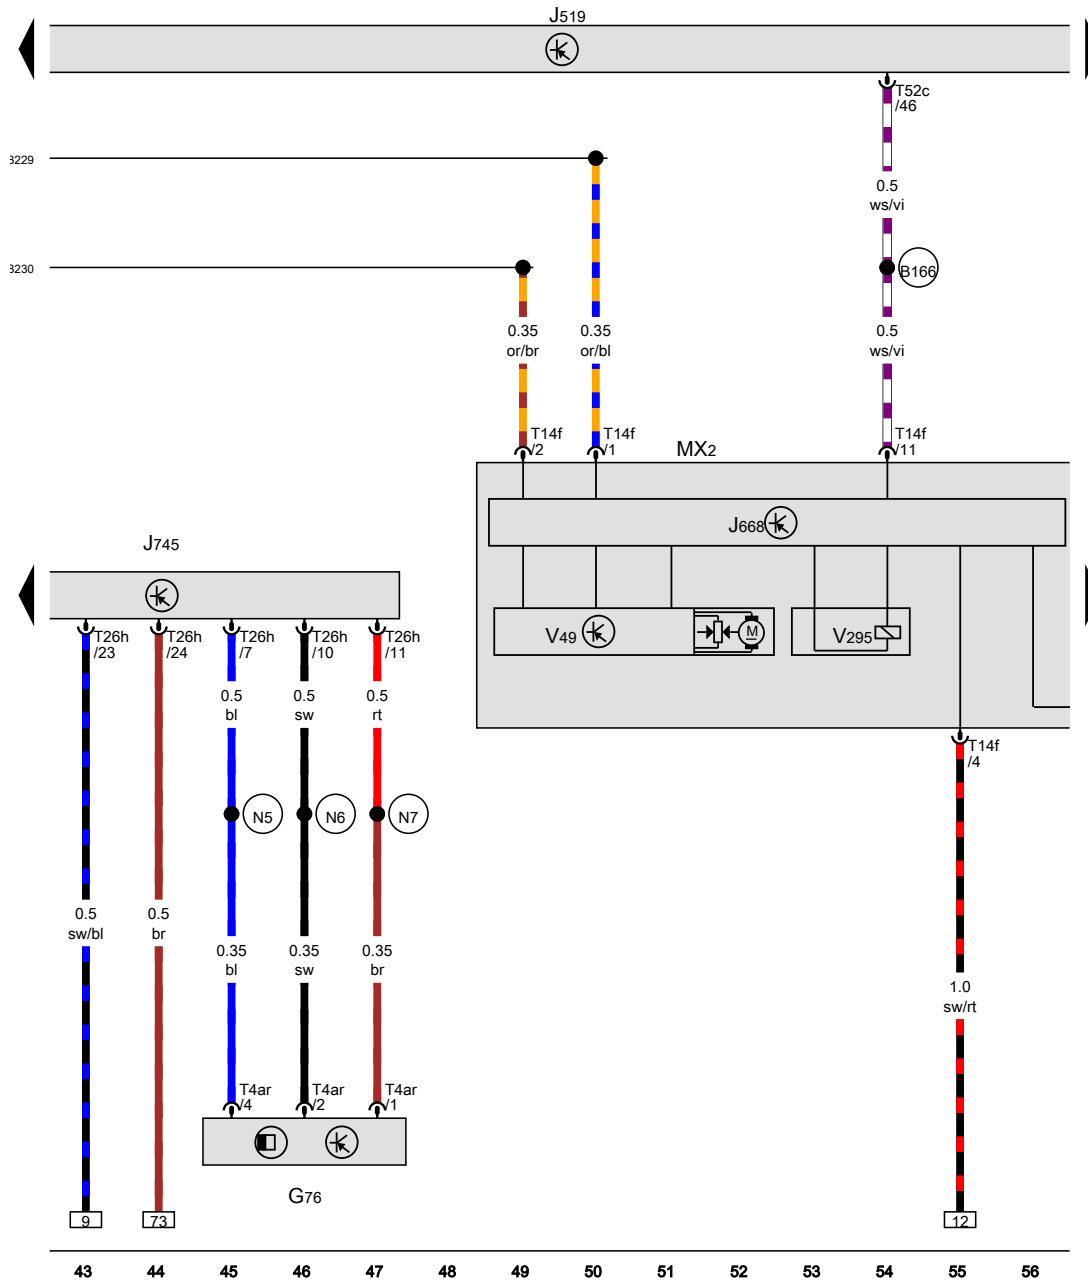 J519
T52c
/46
B229
0.5
ws/vi
B230
B166
0.35
or/br
0.35
or/bl
0.5
ws/vi
T14f
/2
T14f
/1
T14f
/11
MX2
J668
J745
V49
M
V295
T26h
/23
T26h
/24
T26h
/7
T26h
/10
T26h
/11
0.5
bl
0.5
sw
0.5
rt
T14f
/4
N5
N6
N7
0.5
sw/bl
0.5
br
0.35
bl
0.35
sw
0.35
br
1.0
sw/rt
T4ar
/4
T4ar
/2
T4ar
/1
G76
9
73
12
43 44 45 46 47 48 49 50 51 52 53 54 55 56